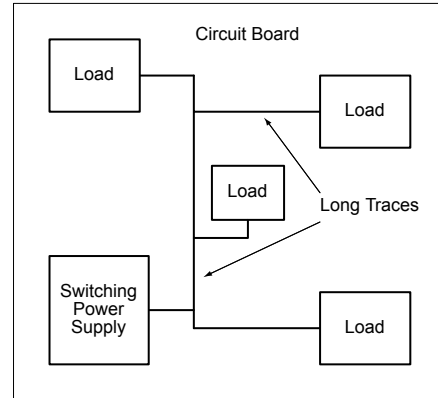 Circuit Board
Load
Load
Load
Long Traces
Switching
Power
Supply
Load